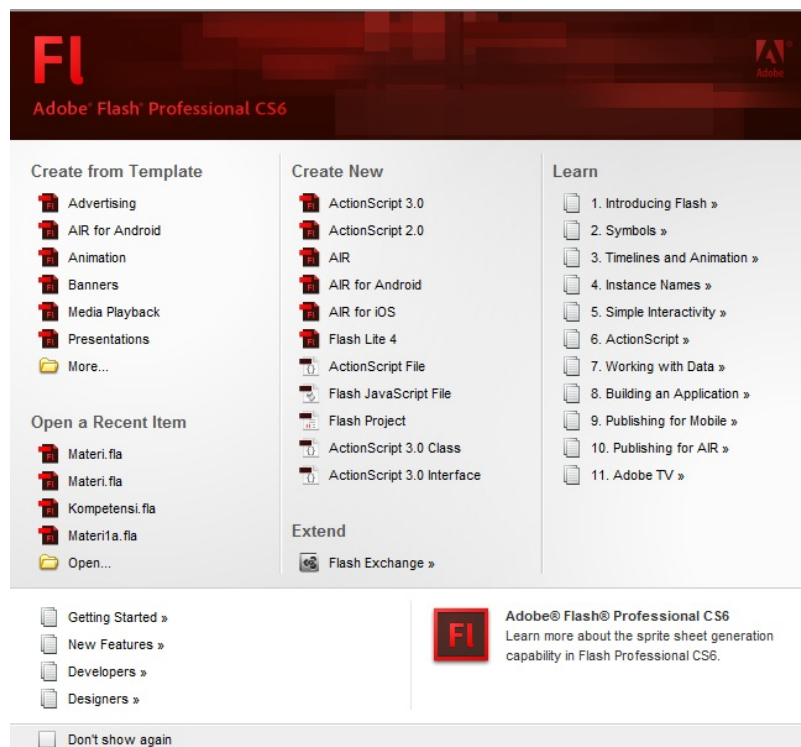 Fl
Adobe® Flash® Professional CS6
Adobe
Create from Template
Advertising
AIR for Android
Animation
Banners
Media Playback
Presentations
More...
Open a Recent Item
Materi.fla
Materi.fla
Kompetensi.fla
Materi1a.fla
Open...
Create New
ActionScript 3.0
ActionScript 2.0
AIR
AIR for Android
AIR for iOS
Flash Lite 4
ActionScript File
Flash JavaScript File
Flash Project
ActionScript 3.0 Class
ActionScript 3.0 Interface
Extend
Flash Exchange »
Learn
1. Introducing Flash »
2. Symbols »
3. Timelines and Animation »
4. Instance Names »
5. Simple Interactivity »
6. ActionScript »
7. Working with Data »
8. Building an Application »
9. Publishing for Mobile »
10. Publishing for AIR »
11. Adobe TV »
Getting Started »
New Features »
Developers »
Designers »
Fl
Adobe® Flash® Professional CS6
Learn more about the sprite sheet generation
capability in Flash Professional CS6.
Don't show again